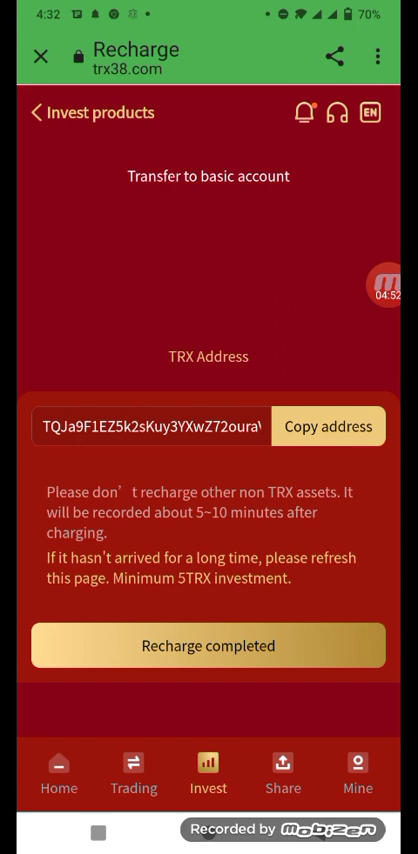 4:32
70%
Recharge
trx38.com
Invest products
EN
Transfer to basic account
04:52
TRX Address
Copy address
Please don’t recharge other non TRX assets. It
will be recorded about 5~10 minutes after
charging.
If it hasn't arrived for a long time, please refresh
this page. Minimum 5TRX investment.
Recharge completed
Home Trading Invest Share Mine
Recorded by mobizen